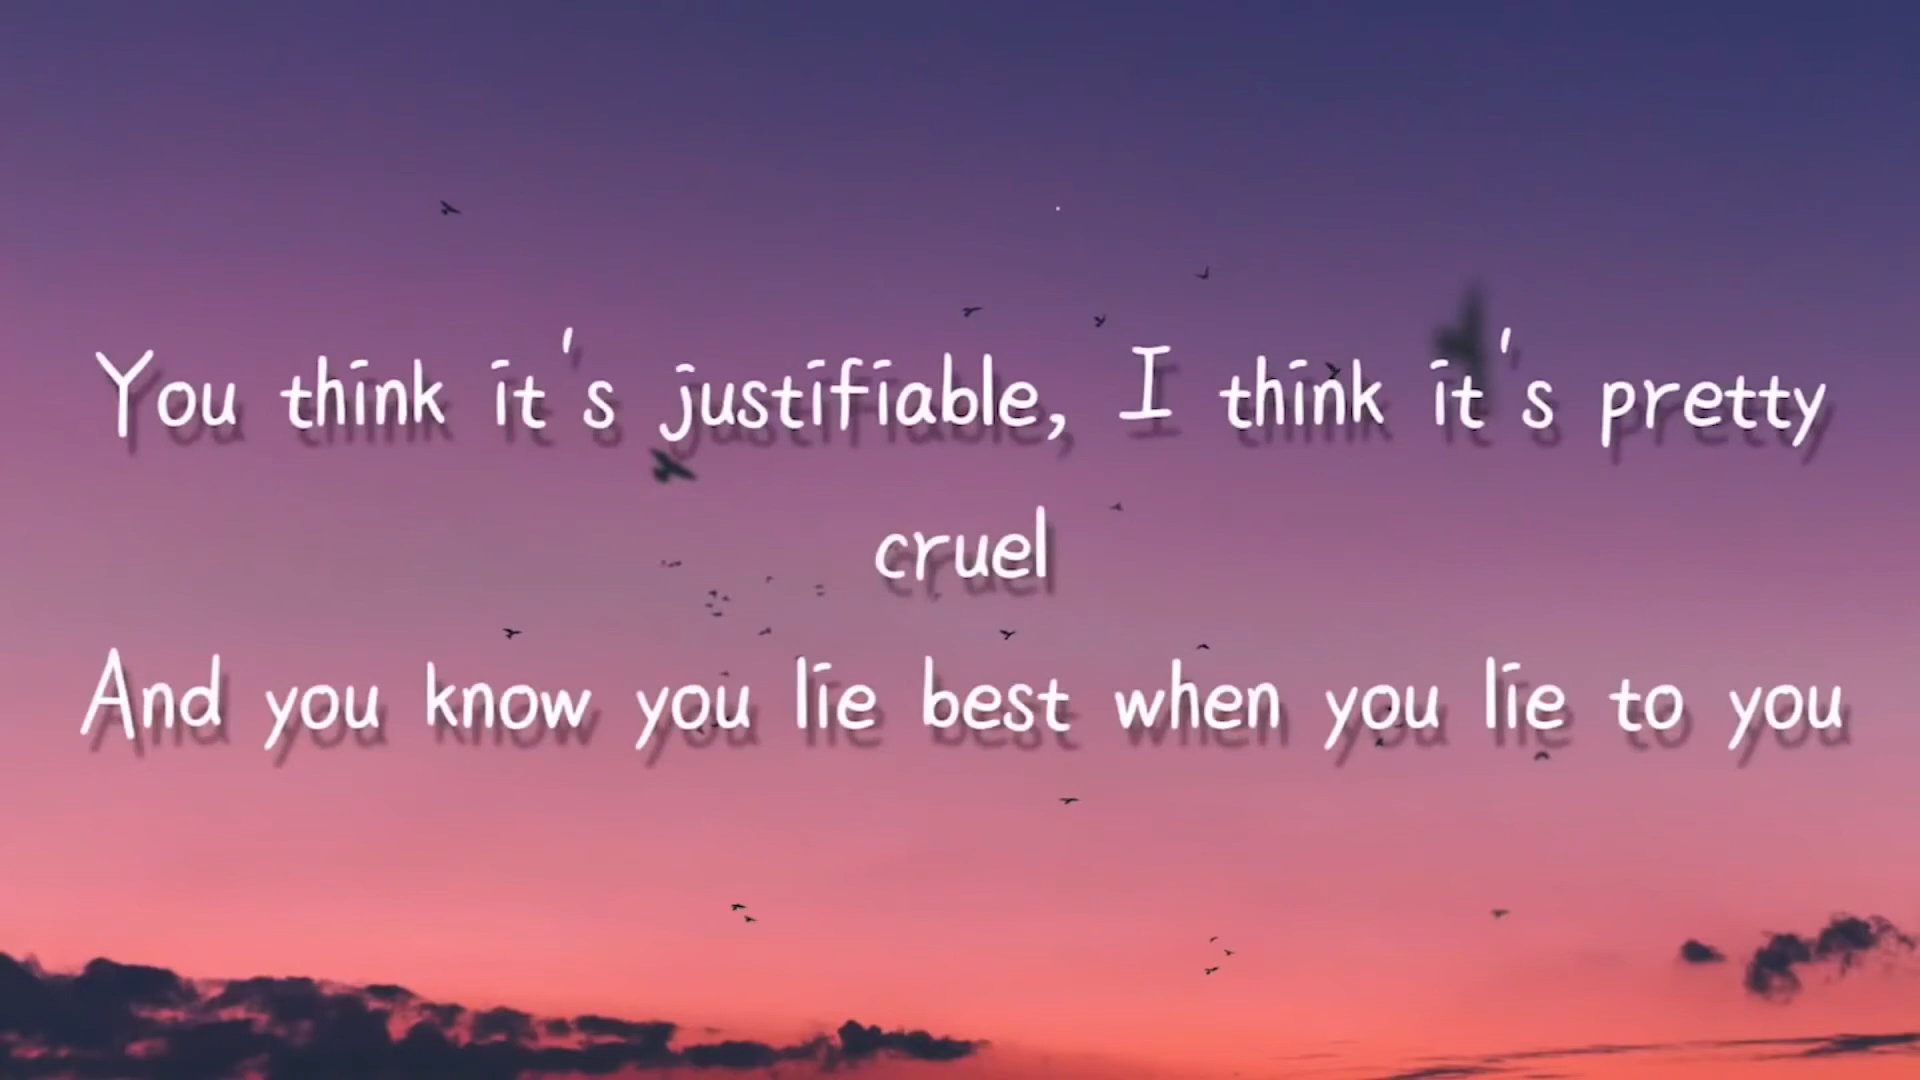 You think it's justifiable, I think it's pretty
cruel
And you know you lie best when you lie to you